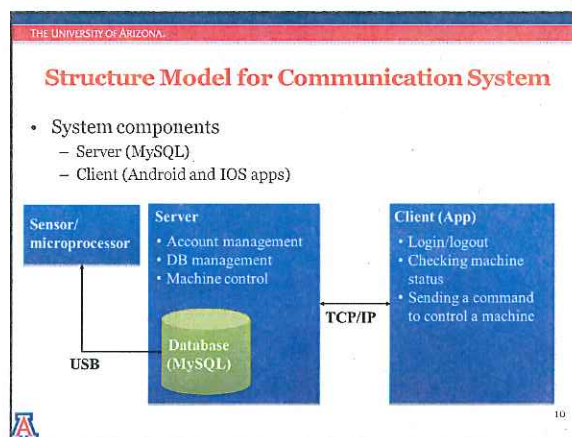 THE UNIVERSITY OF ARIZONA.
Structure Model for Communication System
• System components
– Server (MySQL)
– Client (Android and IOS apps)
Sensor/
microprocessor
Server
• Account management
• DB management
• Machine control
Database
(MySQL)
USB
TCP/IP
Client (App)
• Login/logout
• Checking machine
status
• Sending a command
to control a machine
A
10